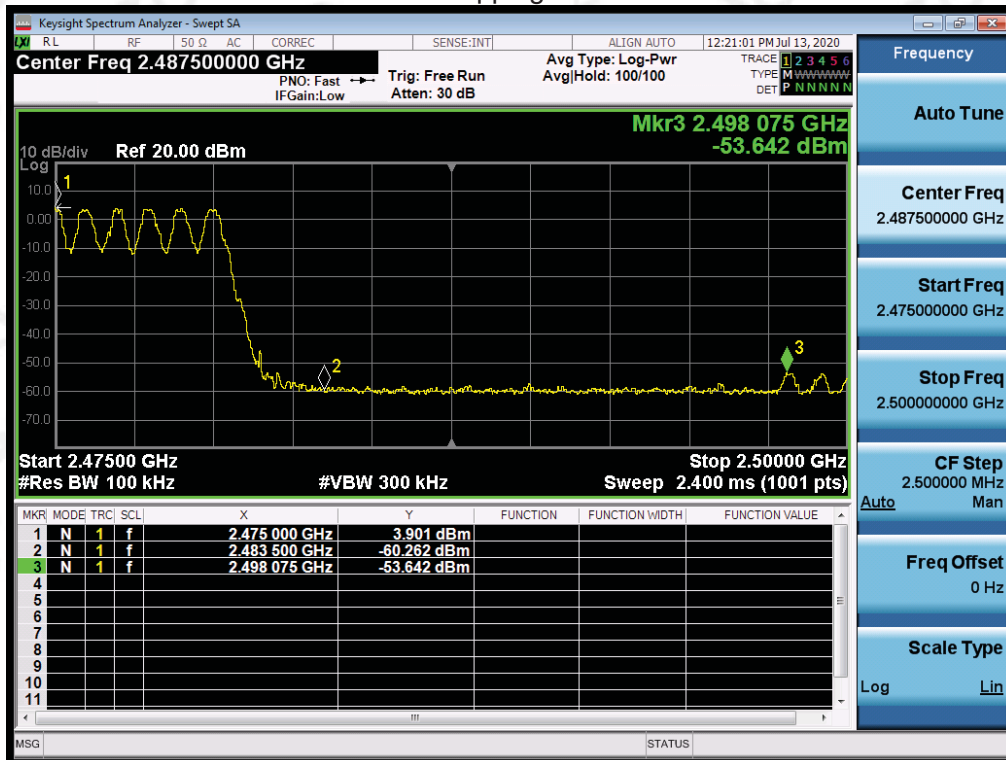 Keysight Spectrum Analyzer - Swept SA
LXI RL RF 50 Ω AC CORREC SENSE:INT ALIGN AUTO 12:21:01 PM Jul 13, 2020
Center Freq 2.487500000 GHz
PNO: Fast
IFGain:Low
Trig: Free Run
Atten: 30 dB
Avg Type: Log-Pwr
Avg|Hold: 100/100
TRACE 1 2 3 4 5 6
TYPE M WWWWW
DET P N N N N N
Mkr3 2.498 075 GHz
-53.642 dBm
10 dB/div Ref 20.00 dBm
Log
10.0
0.00
-10.0
-20.0
-30.0
-40.0
-50.0
-60.0
-70.0
1
2
3
Start 2.47500 GHz Stop 2.50000 GHz
#Res BW 100 kHz #VBW 300 kHz Sweep 2.400 ms (1001 pts)
MKR MODE TRC SCL X Y FUNCTION FUNCTION WIDTH FUNCTION VALUE
1 N 1 f 2.475 000 GHz 3.901 dBm
2 N 1 f 2.483 500 GHz -60.262 dBm
3 N 1 f 2.498 075 GHz -53.642 dBm
4
5
6
7
8
9
10
11
MSG STATUS
Frequency
Auto Tune
Center Freq
2.487500000 GHz
Start Freq
2.475000000 GHz
Stop Freq
2.500000000 GHz
CF Step
2.500000 MHz
Auto Man
Freq Offset
0 Hz
Scale Type
Log Lin